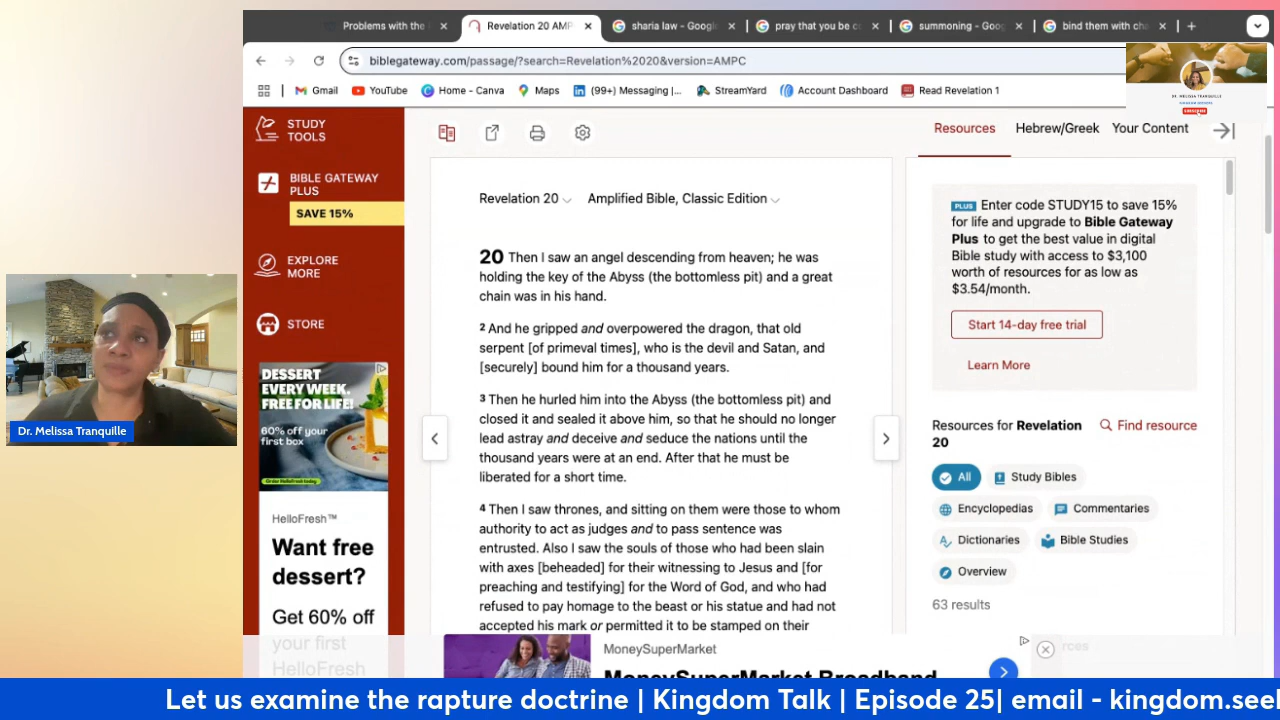 Problems with the
Revelation 20 AMP
sharia law - Googl
pray that you be c
summoning - Goo
bind them with cha
biblegateway.com/passage/?search=Revelation%2020&version=AMPC
Gmail
YouTube
Home - Canva
Maps
(99+) Messaging |...
StreamYard
Account Dashboard
Read Revelation 1
DR. MELISSA TRANQUILLE
SUBSCRIBE
STUDY
TOOLS
BIBLE GATEWAY
PLUS
SAVE 15%
EXPLORE
MORE
STORE
DESSERT
EVERY WEEK.
FREE FOR LIFE!
60% off your
first box
Order HelloFresh today
HelloFresh™
Want free
dessert?
Get 60% off
your first
HelloFresh
Dr. Melissa Tranquille
Revelation 20
Amplified Bible, Classic Edition
20 Then I saw an angel descending from heaven; he was
holding the key of the Abyss (the bottomless pit) and a great
chain was in his hand.
2 And he gripped and overpowered the dragon, that old
serpent [of primeval times], who is the devil and Satan, and
[securely] bound him for a thousand years.
3 Then he hurled him into the Abyss (the bottomless pit) and
closed it and sealed it above him, so that he should no longer
lead astray and deceive and seduce the nations until the
thousand years were at an end. After that he must be
liberated for a short time.
4 Then I saw thrones, and sitting on them were those to whom
authority to act as judges and to pass sentence was
entrusted. Also I saw the souls of those who had been slain
with axes [beheaded] for their witnessing to Jesus and [for
preaching and testifying] for the Word of God, and who had
refused to pay homage to the beast or his statue and had not
accepted his mark or permitted it to be stamped on their
Resources
Hebrew/Greek
Your Content
PLUS Enter code STUDY15 to save 15%
for life and upgrade to Bible Gateway
Plus to get the best value in digital
Bible study with access to $3,100
worth of resources for as low as
$3.54/month.
Start 14-day free trial
Learn More
Resources for Revelation
20
Find resource
All
Study Bibles
Encyclopedias
Commentaries
Dictionaries
Bible Studies
Overview
63 results
MoneySuperMarket
MoneySuperMarket Broadband
Let us examine the rapture doctrine | Kingdom Talk | Episode 25| email - kingdom.see